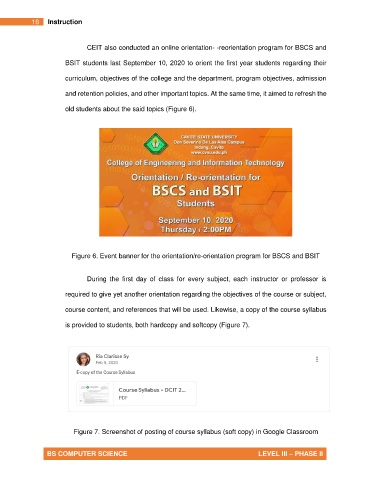 16 Instruction
CEIT also conducted an online orientation- -reorientation program for BSCS and
BSIT students last September 10, 2020 to orient the first year students regarding their
curriculum, objectives of the college and the department, program objectives, admission
and retention policies, and other important topics. At the same time, it aimed to refresh the
old students about the said topics (Figure 6).
CAVITE STATE UNIVERSITY
Don Severino De Las Alas Campus
Indang, Cavite
www.cvsu.edu.ph
College of Engineering and Information Technology
Orientation / Re-orientation for
BSCS and BSIT
Students
September 10, 2020
Thursday / 2:00PM
Figure 6. Event banner for the orientation/re-orientation program for BSCS and BSIT
During the first day of class for every subject, each instructor or professor is
required to give yet another orientation regarding the objectives of the course or subject,
course content, and references that will be used. Likewise, a copy of the course syllabus
is provided to students, both hardcopy and softcopy (Figure 7).
Ria Clarisse Gy
Feb 5, 2020
E-copy of the Course Syllabus
Course Syllabus - DCIT 2...
PDF
Figure 7. Screenshot of posting of course syllabus (soft copy) in Google Classroom
BS COMPUTER SCIENCE LEVEL III – PHASE II